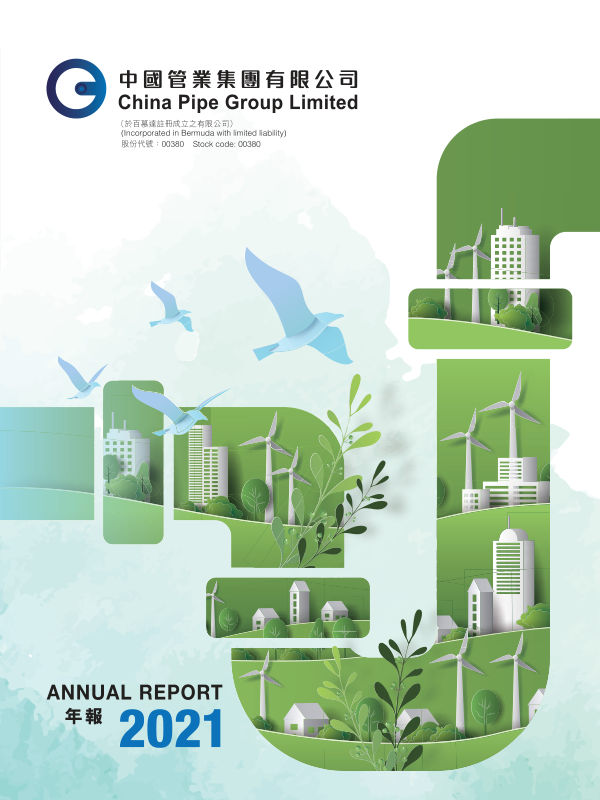 中國管業集團有限公司
China Pipe Group Limited
（於百慕達註冊成立之有限公司）
(Incorporated in Bermuda with limited liability)
股份代號：00380 Stock code: 00380
ANNUAL REPORT
年報 2021